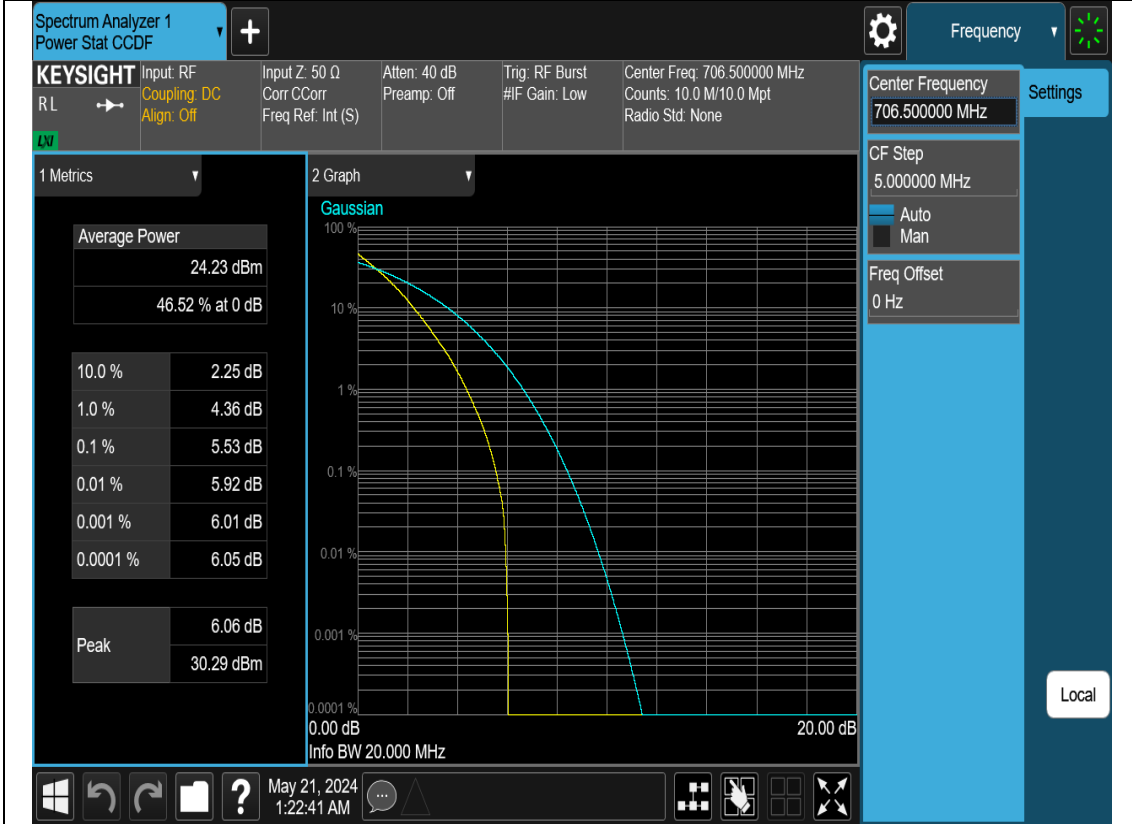 Spectrum Analyzer 1
Power Stat CCDF
+
Frequency
KEYSIGHT
RL
LXI
Input: RF
Coupling: DC
Align: Off
Input Z: 50 Ω
Corr CCorr
Freq Ref: Int (S)
Atten: 40 dB
Preamp: Off
Trig: RF Burst
#IF Gain: Low
Center Freq: 706.500000 MHz
Counts: 10.0 M/10.0 Mpt
Radio Std: None
Center Frequency
706.500000 MHz
Settings
CF Step
5.000000 MHz
Auto
Man
Freq Offset
0 Hz
1 Metrics
Average Power
24.23 dBm
46.52 % at 0 dB
10.0 % 2.25 dB
1.0 % 4.36 dB
0.1 % 5.53 dB
0.01 % 5.92 dB
0.001 % 6.01 dB
0.0001 % 6.05 dB
Peak 6.06 dB
30.29 dBm
2 Graph
Gaussian
100 %
10 %
1 %
0.1 %
0.01 %
0.001 %
0.0001 %
0.00 dB 20.00 dB
Info BW 20.000 MHz
Local
?
May 21, 2024
1:22:41 AM